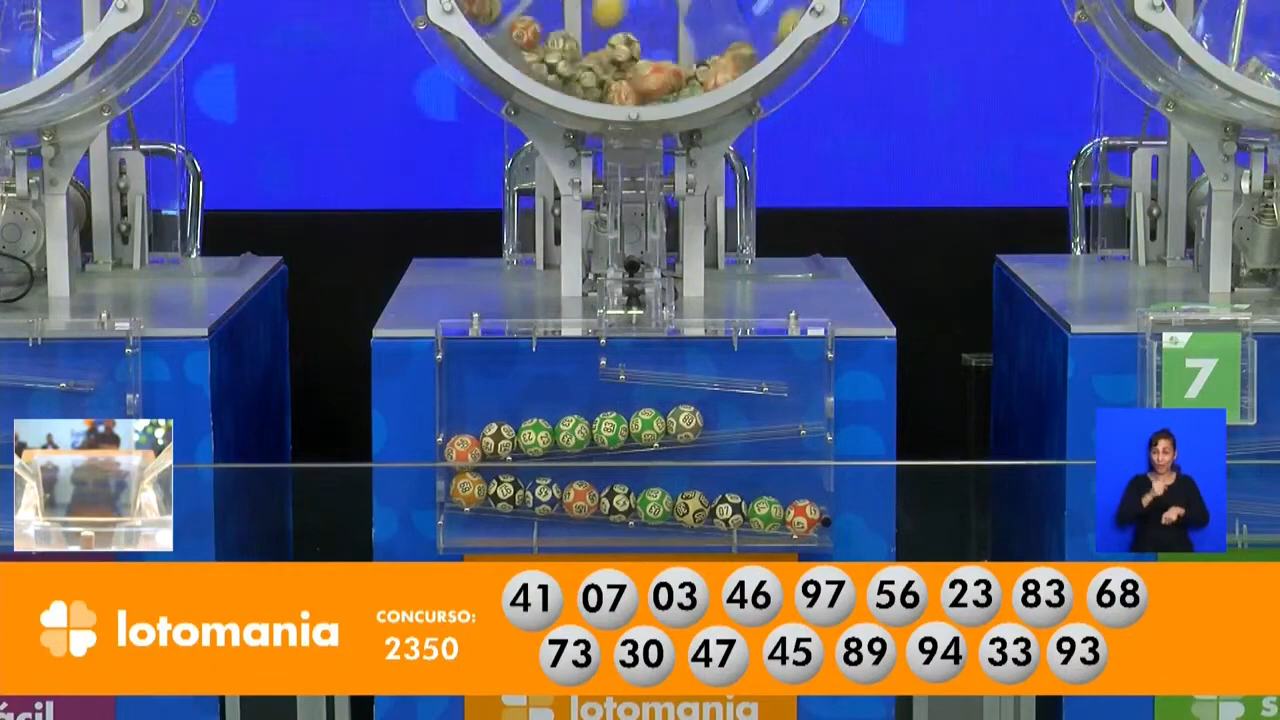 7
41 07 03 46 97 56 23 83 68
lotomania
CONCURSO:
2350
73 30 47 45 89 94 33 93
ácil
lotomania
s